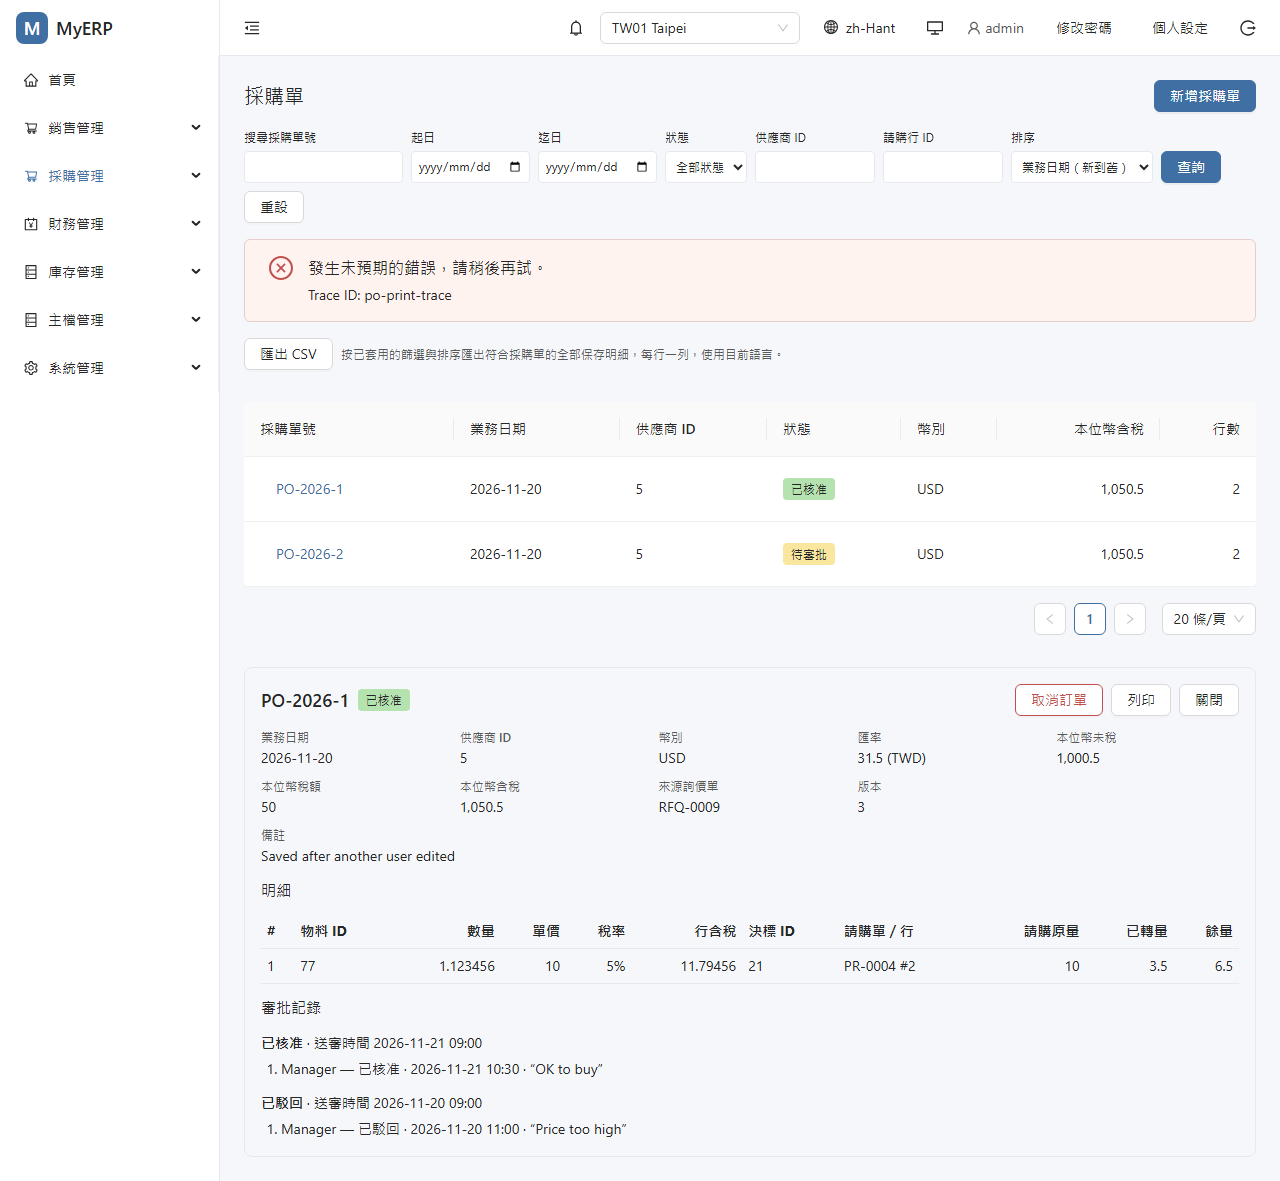 M MyERP
TW01 Taipei
zh-Hant
admin
修改密碼
個人設定
首頁
銷售管理
採購管理
財務管理
庫存管理
主檔管理
系統管理
採購單
新增採購單
搜尋採購單號 起日 迄日 狀態 供應商 ID 請購行 ID 排序
yyyy/mm/dd yyyy/mm/dd 全部狀態 業務日期（新到舊） 查詢
重設
發生未預期的錯誤，請稍後再試。
Trace ID: po-print-trace
匯出 CSV 按已套用的篩選與排序匯出符合採購單的全部保存明細，每行一列，使用目前語言。
採購單號 業務日期 供應商 ID 狀態 幣別 本位幣含稅 行數
PO-2026-1 2026-11-20 5 已核准 USD 1,050.5 2
PO-2026-2 2026-11-20 5 待審批 USD 1,050.5 2
1 20 條/頁
PO-2026-1 已核准 取消訂單 列印 關閉
業務日期 供應商 ID 幣別 匯率 本位幣未稅
2026-11-20 5 USD 31.5 (TWD) 1,000.5
本位幣稅額 本位幣含稅 來源詢價單 版本
50 1,050.5 RFQ-0009 3
備註
Saved after another user edited
明細
# 物料 ID 數量 單價 稅率 行含稅 決標 ID 請購單 / 行 請購原量 已轉量 餘量
1 77 1.123456 10 5% 11.79456 21 PR-0004 #2 10 3.5 6.5
審批記錄
已核准 · 送審時間 2026-11-21 09:00
1. Manager — 已核准 · 2026-11-21 10:30 · “OK to buy”
已駁回 · 送審時間 2026-11-20 09:00
1. Manager — 已駁回 · 2026-11-20 11:00 · “Price too high”